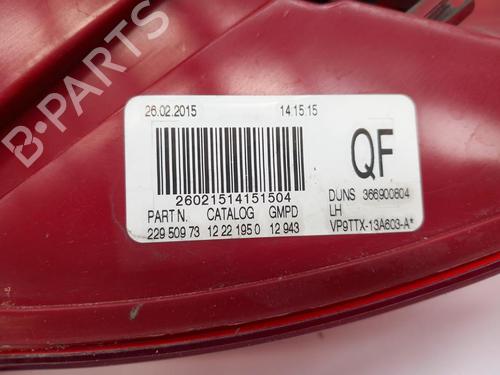 26.02.2015 14.15.15
26021514151504
PART N. CATALOG GMPD
229 509 73 12 22 195 0 12 943
QF
DUNS 366900804
LH
VP9TTX-13A603-A*
B-PARTS